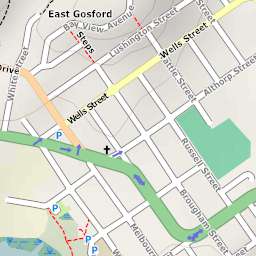 East Gosford
Bay View Avenue
Lushington Street
Steps
Drive
White Street
Wells Street
Wells Street
Althorp Street
Russell Street
Brougham Street
P
P
P
P